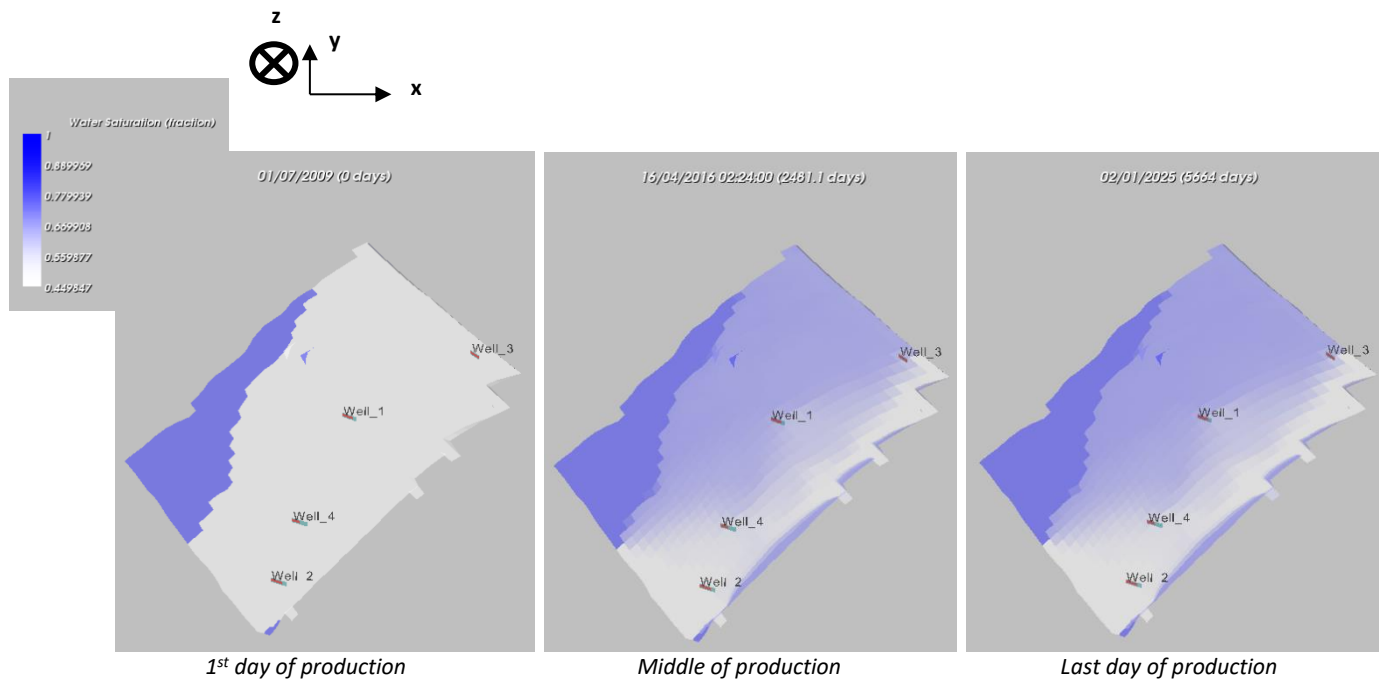 z
y
x
Water Saturation (fraction)
1
0.889969
0.779939
0.669908
0.559877
0.449847
01/07/2009 (0 days)
Well_3
Well_1
Well_4
Well_2
1st day of production
16/04/2016 02:24:00 (2481.1 days)
Well_3
Well_1
Well_4
Well_2
Middle of production
02/01/2025 (5664 days)
Well_3
Well_1
Well_4
Well_2
Last day of production